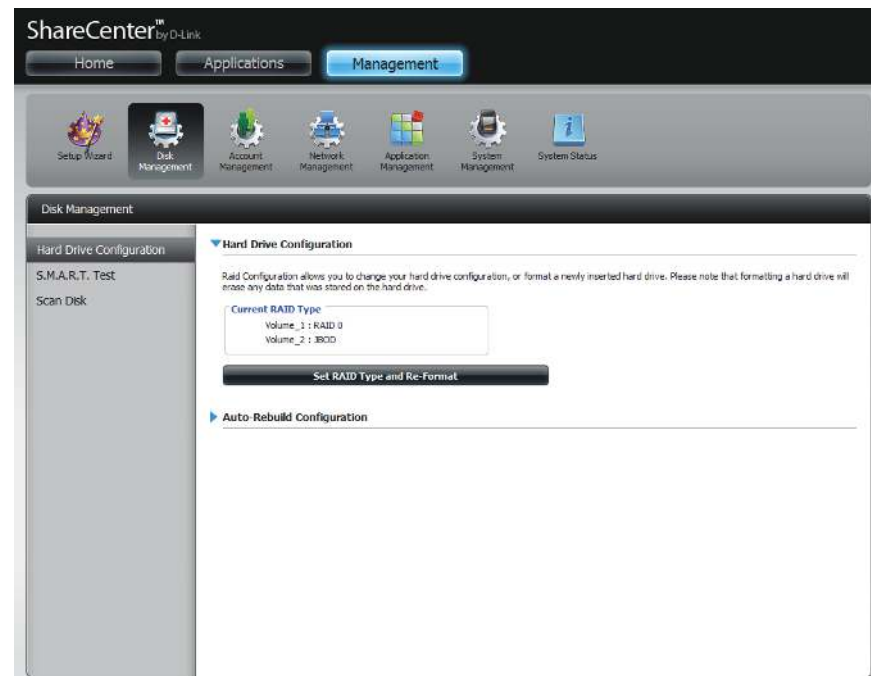 ShareCenter™ by D-Link
Home Applications Management
Setup Wizard
Disk Management
Account Management
Network Management
Application Management
System Management
System Status
Disk Management
Hard Drive Configuration
S.M.A.R.T. Test
Scan Disk
Hard Drive Configuration
Raid Configuration allows you to change your hard drive configuration, or format a newly inserted hard drive. Please note that formatting a hard drive will
erase any data that was stored on the hard drive.
Current RAID Type
Volume_1 : RAID 0
Volume_2 : JBOD
Set RAID Type and Re-Format
Auto-Rebuild Configuration